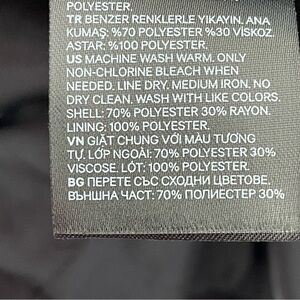 POLYESTER.
TR BENZER RENKLERLE YIKAYIN. ANA
KUMAŞ: %70 POLYESTER %30 VİSKOZ.
ASTAR: %100 POLYESTER.
US MACHINE WASH WARM. ONLY
NON-CHLORINE BLEACH WHEN
NEEDED. LINE DRY. MEDIUM IRON. NO
DRY CLEAN. WASH WITH LIKE COLORS.
SHELL: 70% POLYESTER 30% RAYON.
LINING: 100% POLYESTER.
VN GIẶT CHUNG VỚI MÀU TƯƠNG
TỰ. LỚP NGOÀI: 70% POLYESTER 30%
VISCOSE. LÓT: 100% POLYESTER.
BG ПЕРЕТЕ СЪС СХОДНИ ЦВЕТОВЕ.
ВЪНШНА ЧАСТ: 70% ПОЛИЕСТЕР 30%